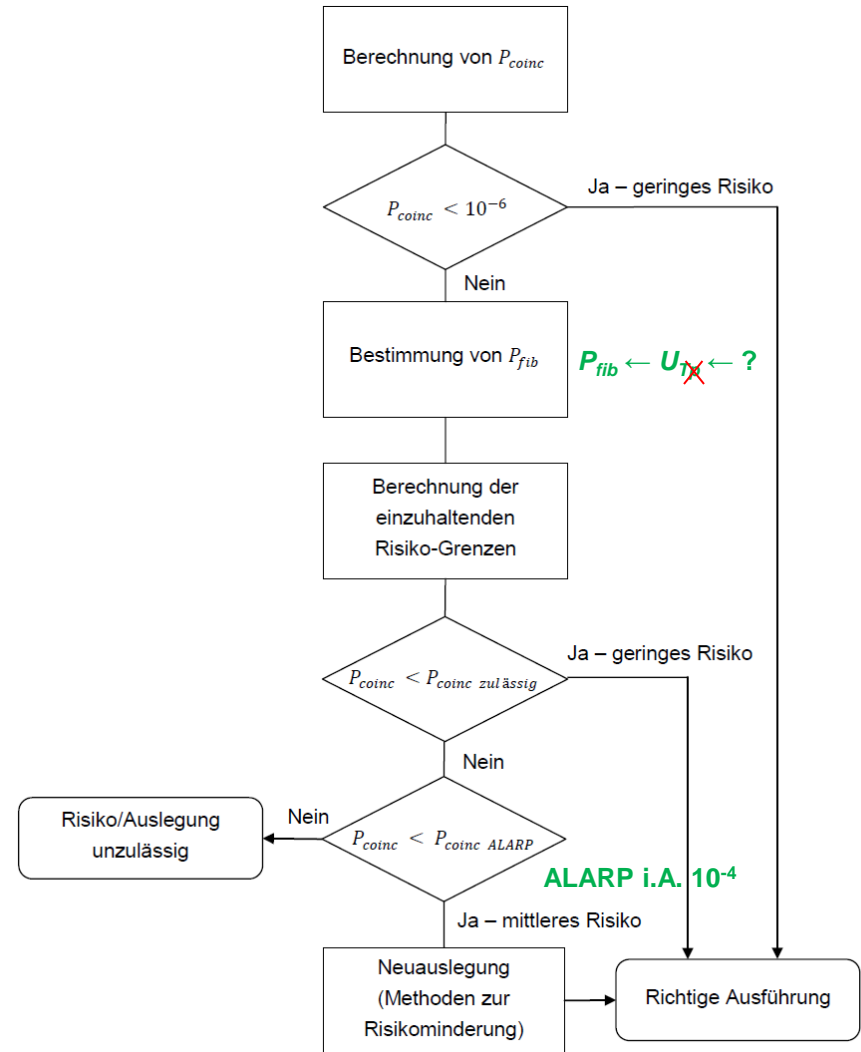 Berechnung von P_coinc
P_coinc < 10⁻⁶
Ja – geringes Risiko
Nein
Bestimmung von P_fib
P_fib ← U_Tp ← ?
Berechnung der
einzuhaltenden
Risiko-Grenzen
P_coinc < P_coinc zulässig
Ja – geringes Risiko
Nein
Risiko/Auslegung
unzulässig
Nein
P_coinc < P_coinc ALARP
ALARP i.A. 10⁻⁴
Ja – mittleres Risiko
Neuauslegung
(Methoden zur
Risikominderung)
Richtige Ausführung